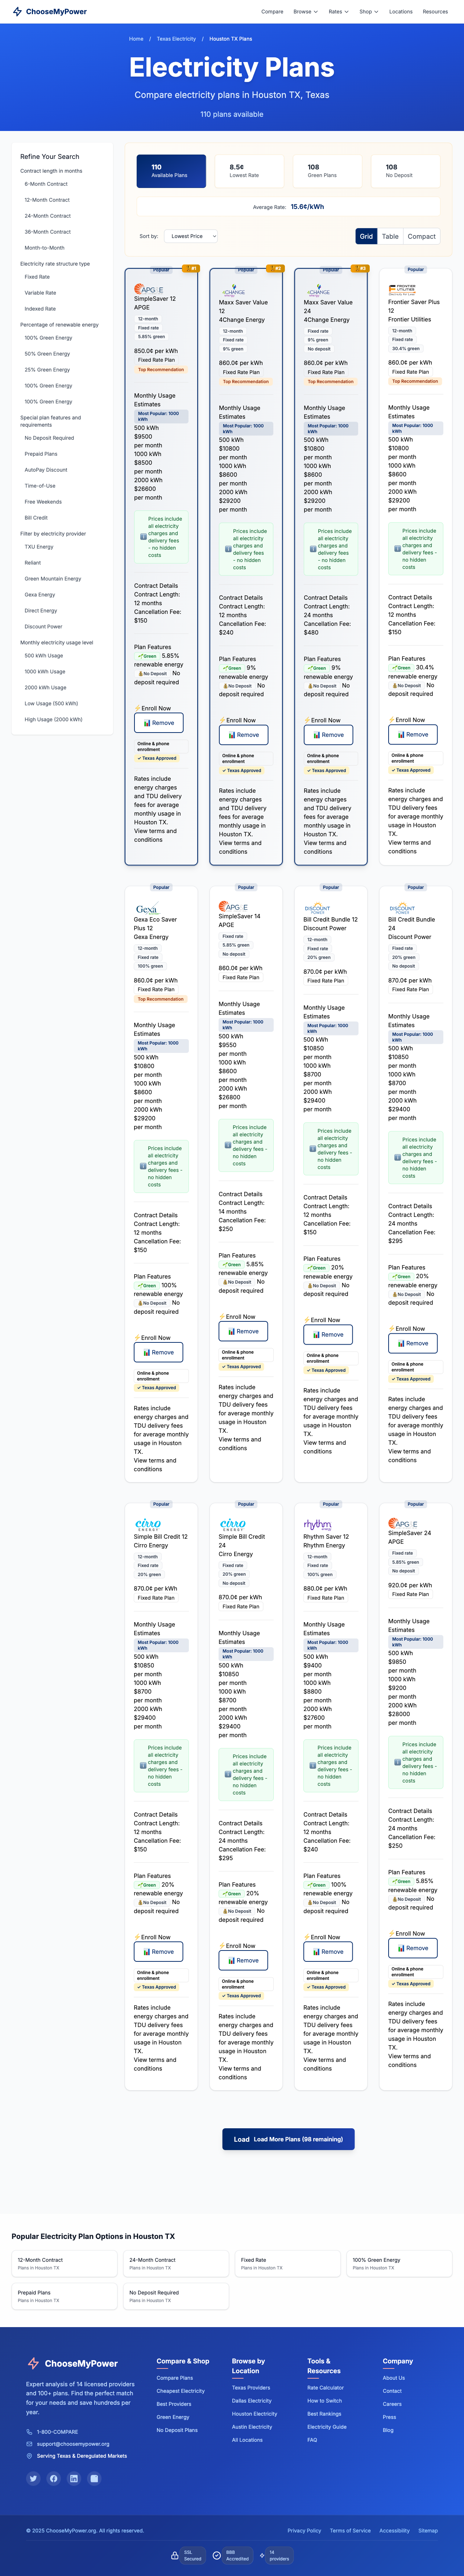 ChooseMyPower
Compare
Browse
Rates
Shop
Locations
Resources
Home / Texas Electricity / Houston TX Plans
Electricity Plans
Compare electricity plans in Houston TX, Texas
110 plans available
Refine Your Search
Contract length in months
6-Month Contract
12-Month Contract
24-Month Contract
36-Month Contract
Month-to-Month
Electricity rate structure type
Fixed Rate
Variable Rate
Indexed Rate
Percentage of renewable energy
100% Green Energy
50% Green Energy
25% Green Energy
100% Green Energy
100% Green Energy
Special plan features and
requirements
No Deposit Required
Prepaid Plans
AutoPay Discount
Time-of-Use
Free Weekends
Bill Credit
Filter by electricity provider
TXU Energy
Reliant
Green Mountain Energy
Gexa Energy
Direct Energy
Discount Power
Monthly electricity usage level
500 kWh Usage
1000 kWh Usage
2000 kWh Usage
Low Usage (500 kWh)
High Usage (2000 kWh)
110
Available Plans
8.5¢
Lowest Rate
108
Green Plans
108
No Deposit
Average Rate: 15.6¢/kWh
Sort by:
Lowest Price
Grid
Table
Compact
Popular
#1
APG&E
SimpleSaver 12
APGE
12-month
Fixed rate
5.85% green
850.0¢ per kWh
Fixed Rate Plan
Top Recommendation
Monthly Usage
Estimates
Most Popular: 1000
kWh
500 kWh
$9500
per month
1000 kWh
$8500
per month
2000 kWh
$26600
per month
Prices include
all electricity
charges and
delivery fees
- no hidden
costs
Contract Details
Contract Length:
12 months
Cancellation Fee:
$150
Plan Features
Green 5.85%
renewable energy
No Deposit No
deposit required
Enroll Now
Remove
Online & phone
enrollment
✓ Texas Approved
Rates include
energy charges
and TDU delivery
fees for average
monthly usage in
Houston TX.
View terms and
conditions
Popular
#2
CHANGE
Maxx Saver Value
12
4Change Energy
12-month
Fixed rate
9% green
860.0¢ per kWh
Fixed Rate Plan
Top Recommendation
Monthly Usage
Estimates
Most Popular: 1000
kWh
500 kWh
$10800
per month
1000 kWh
$8600
per month
2000 kWh
$29200
per month
Prices include
all electricity
charges and
delivery fees
- no hidden
costs
Contract Details
Contract Length:
12 months
Cancellation Fee:
$240
Plan Features
Green 9%
renewable energy
No Deposit No
deposit required
Enroll Now
Remove
Online & phone
enrollment
✓ Texas Approved
Rates include
energy charges
and TDU delivery
fees for average
monthly usage in
Houston TX.
View terms and
conditions
Popular
#3
CHANGE
Maxx Saver Value
24
4Change Energy
Fixed rate
9% green
No deposit
860.0¢ per kWh
Fixed Rate Plan
Top Recommendation
Monthly Usage
Estimates
Most Popular: 1000
kWh
500 kWh
$10800
per month
1000 kWh
$8600
per month
2000 kWh
$29200
per month
Prices include
all electricity
charges and
delivery fees
- no hidden
costs
Contract Details
Contract Length:
24 months
Cancellation Fee:
$480
Plan Features
Green 9%
renewable energy
No Deposit No
deposit required
Enroll Now
Remove
Online & phone
enrollment
✓ Texas Approved
Rates include
energy charges
and TDU delivery
fees for average
monthly usage in
Houston TX.
View terms and
conditions
Popular
FRONTIER
Frontier Saver Plus
12
Frontier Utilities
12-month
Fixed rate
30.4% green
860.0¢ per kWh
Fixed Rate Plan
Top Recommendation
Monthly Usage
Estimates
Most Popular: 1000
kWh
500 kWh
$10800
per month
1000 kWh
$8600
per month
2000 kWh
$29200
per month
Prices include
all electricity
charges and
delivery fees -
no hidden
costs
Contract Details
Contract Length:
12 months
Cancellation Fee:
$150
Plan Features
Green 30.4%
renewable energy
No Deposit No
deposit required
Enroll Now
Remove
Online & phone
enrollment
✓ Texas Approved
Rates include
energy charges and
TDU delivery fees
for average monthly
usage in Houston
TX.
View terms and
conditions
Popular
Gexa
Gexa Eco Saver
Plus 12
Gexa Energy
12-month
Fixed rate
100% green
860.0¢ per kWh
Fixed Rate Plan
Top Recommendation
Monthly Usage
Estimates
Most Popular: 1000
kWh
500 kWh
$10800
per month
1000 kWh
$8600
per month
2000 kWh
$29200
per month
Prices include
all electricity
charges and
delivery fees -
no hidden
costs
Contract Details
Contract Length:
12 months
Cancellation Fee:
$150
Plan Features
Green 100%
renewable energy
No Deposit No
deposit required
Enroll Now
Remove
Online & phone
enrollment
✓ Texas Approved
Rates include
energy charges and
TDU delivery fees
for average monthly
usage in Houston
TX.
View terms and
conditions
Popular
APG&E
SimpleSaver 14
APGE
Fixed rate
5.85% green
No deposit
860.0¢ per kWh
Fixed Rate Plan
Monthly Usage
Estimates
Most Popular: 1000
kWh
500 kWh
$9550
per month
1000 kWh
$8600
per month
2000 kWh
$26800
per month
Prices include
all electricity
charges and
delivery fees -
no hidden
costs
Contract Details
Contract Length:
14 months
Cancellation Fee:
$250
Plan Features
Green 5.85%
renewable energy
No Deposit No
deposit required
Enroll Now
Remove
Online & phone
enrollment
✓ Texas Approved
Rates include
energy charges and
TDU delivery fees
for average monthly
usage in Houston
TX.
View terms and
conditions
Popular
DISCOUNT
POWER
Bill Credit Bundle 12
Discount Power
12-month
Fixed rate
20% green
870.0¢ per kWh
Fixed Rate Plan
Monthly Usage
Estimates
Most Popular: 1000
kWh
500 kWh
$10850
per month
1000 kWh
$8700
per month
2000 kWh
$29400
per month
Prices include
all electricity
charges and
delivery fees -
no hidden
costs
Contract Details
Contract Length:
12 months
Cancellation Fee:
$150
Plan Features
Green 20%
renewable energy
No Deposit No
deposit required
Enroll Now
Remove
Online & phone
enrollment
✓ Texas Approved
Rates include
energy charges and
TDU delivery fees
for average monthly
usage in Houston
TX.
View terms and
conditions
Popular
DISCOUNT
POWER
Bill Credit Bundle
24
Discount Power
Fixed rate
20% green
No deposit
870.0¢ per kWh
Fixed Rate Plan
Monthly Usage
Estimates
Most Popular: 1000
kWh
500 kWh
$10850
per month
1000 kWh
$8700
per month
2000 kWh
$29400
per month
Prices include
all electricity
charges and
delivery fees -
no hidden
costs
Contract Details
Contract Length:
24 months
Cancellation Fee:
$295
Plan Features
Green 20%
renewable energy
No Deposit No
deposit required
Enroll Now
Remove
Online & phone
enrollment
✓ Texas Approved
Rates include
energy charges and
TDU delivery fees
for average monthly
usage in Houston
TX.
View terms and
conditions
Popular
cirro
ENERGY
Simple Bill Credit 12
Cirro Energy
12-month
Fixed rate
20% green
870.0¢ per kWh
Fixed Rate Plan
Monthly Usage
Estimates
Most Popular: 1000
kWh
500 kWh
$10850
per month
1000 kWh
$8700
per month
2000 kWh
$29400
per month
Prices include
all electricity
charges and
delivery fees -
no hidden
costs
Contract Details
Contract Length:
12 months
Cancellation Fee:
$150
Plan Features
Green 20%
renewable energy
No Deposit No
deposit required
Enroll Now
Remove
Online & phone
enrollment
✓ Texas Approved
Rates include
energy charges and
TDU delivery fees
for average monthly
usage in Houston
TX.
View terms and
conditions
Popular
cirro
ENERGY
Simple Bill Credit
24
Cirro Energy
Fixed rate
20% green
No deposit
870.0¢ per kWh
Fixed Rate Plan
Monthly Usage
Estimates
Most Popular: 1000
kWh
500 kWh
$10850
per month
1000 kWh
$8700
per month
2000 kWh
$29400
per month
Prices include
all electricity
charges and
delivery fees -
no hidden
costs
Contract Details
Contract Length:
24 months
Cancellation Fee:
$295
Plan Features
Green 20%
renewable energy
No Deposit No
deposit required
Enroll Now
Remove
Online & phone
enrollment
✓ Texas Approved
Rates include
energy charges and
TDU delivery fees
for average monthly
usage in Houston
TX.
View terms and
conditions
Popular
rhythm
Rhythm Saver 12
Rhythm Energy
12-month
Fixed rate
100% green
880.0¢ per kWh
Fixed Rate Plan
Monthly Usage
Estimates
Most Popular: 1000
kWh
500 kWh
$9400
per month
1000 kWh
$8800
per month
2000 kWh
$27600
per month
Prices include
all electricity
charges and
delivery fees -
no hidden
costs
Contract Details
Contract Length:
12 months
Cancellation Fee:
$240
Plan Features
Green 100%
renewable energy
No Deposit No
deposit required
Enroll Now
Remove
Online & phone
enrollment
✓ Texas Approved
Rates include
energy charges and
TDU delivery fees
for average monthly
usage in Houston
TX.
View terms and
conditions
Popular
APG&E
SimpleSaver 24
APGE
Fixed rate
5.85% green
No deposit
920.0¢ per kWh
Fixed Rate Plan
Monthly Usage
Estimates
Most Popular: 1000
kWh
500 kWh
$9850
per month
1000 kWh
$9200
per month
2000 kWh
$28000
per month
Prices include
all electricity
charges and
delivery fees -
no hidden
costs
Contract Details
Contract Length:
24 months
Cancellation Fee:
$250
Plan Features
Green 5.85%
renewable energy
No Deposit No
deposit required
Enroll Now
Remove
Online & phone
enrollment
✓ Texas Approved
Rates include
energy charges and
TDU delivery fees
for average monthly
usage in Houston
TX.
View terms and
conditions
Load Load More Plans (98 remaining)
Popular Electricity Plan Options in Houston TX
12-Month Contract
Plans in Houston TX
24-Month Contract
Plans in Houston TX
Fixed Rate
Plans in Houston TX
100% Green Energy
Plans in Houston TX
Prepaid Plans
Plans in Houston TX
No Deposit Required
Plans in Houston TX
ChooseMyPower
Expert analysis of 14 licensed providers
and 100+ plans. Find the perfect match
for your needs and save hundreds per
year.
1-800-COMPARE
support@choosemypower.org
Serving Texas & Deregulated Markets
Compare & Shop
Compare Plans
Cheapest Electricity
Best Providers
Green Energy
No Deposit Plans
Browse by
Location
Texas Providers
Dallas Electricity
Houston Electricity
Austin Electricity
All Locations
Tools &
Resources
Rate Calculator
How to Switch
Best Rankings
Electricity Guide
FAQ
Company
About Us
Contact
Careers
Press
Blog
© 2025 ChooseMyPower.org. All rights reserved.
Privacy Policy
Terms of Service
Accessibility
Sitemap
SSL
Secured
BBB
Accredited
14
providers